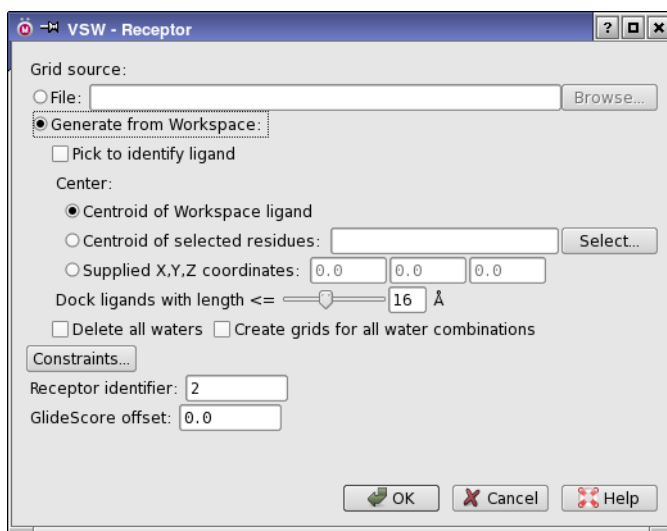 VSW - Receptor
Grid source:
File: Browse...
Generate from Workspace:
Pick to identify ligand
Center:
Centroid of Workspace ligand
Centroid of selected residues: Select...
Supplied X,Y,Z coordinates: 0.0 0.0 0.0
Dock ligands with length <= 16 Å
Delete all waters Create grids for all water combinations
Constraints...
Receptor identifier: 2
GlideScore offset: 0.0
OK Cancel Help